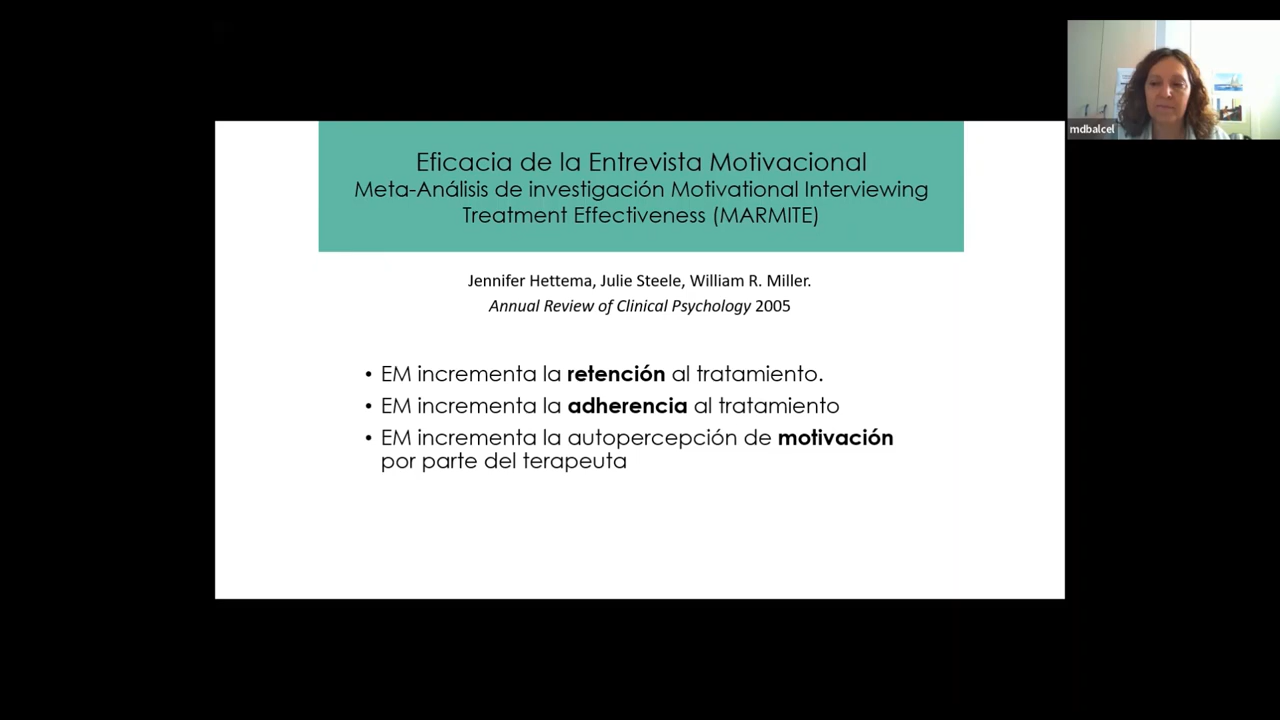 Eficacia de la Entrevista Motivacional
Meta-Análisis de investigación Motivational Interviewing
Treatment Effectiveness (MARMITE)
Jennifer Hettema, Julie Steele, William R. Miller.
Annual Review of Clinical Psychology 2005
• EM incrementa la retención al tratamiento.
• EM incrementa la adherencia al tratamiento
• EM incrementa la autopercepción de motivación
por parte del terapeuta
mdbalcel